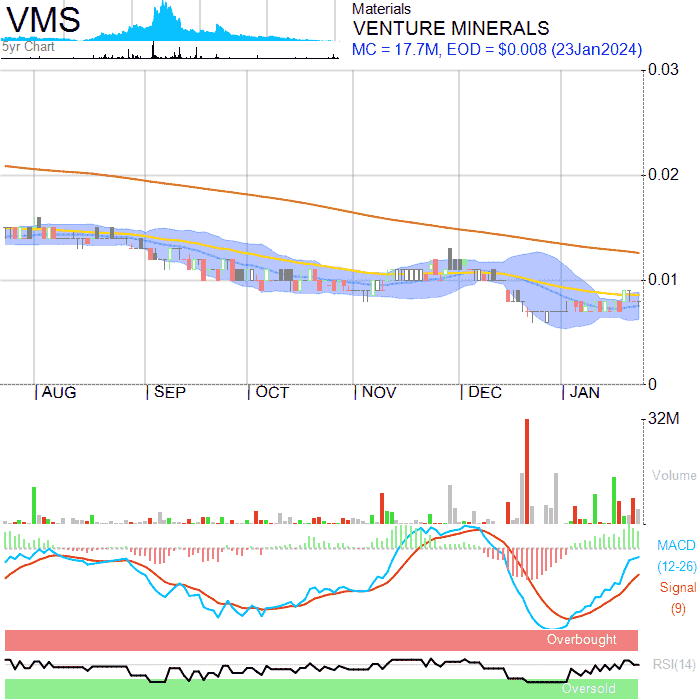 VMS
5yr Chart
Materials
VENTURE MINERALS
MC = 17.7M, EOD = $0.008 (23Jan2024)
0.03
0.02
0.01
0
AUG SEP OCT NOV DEC JAN
32M
Volume
MACD
(12-26)
Signal
(9)
Overbought
RSI(14)
Oversold